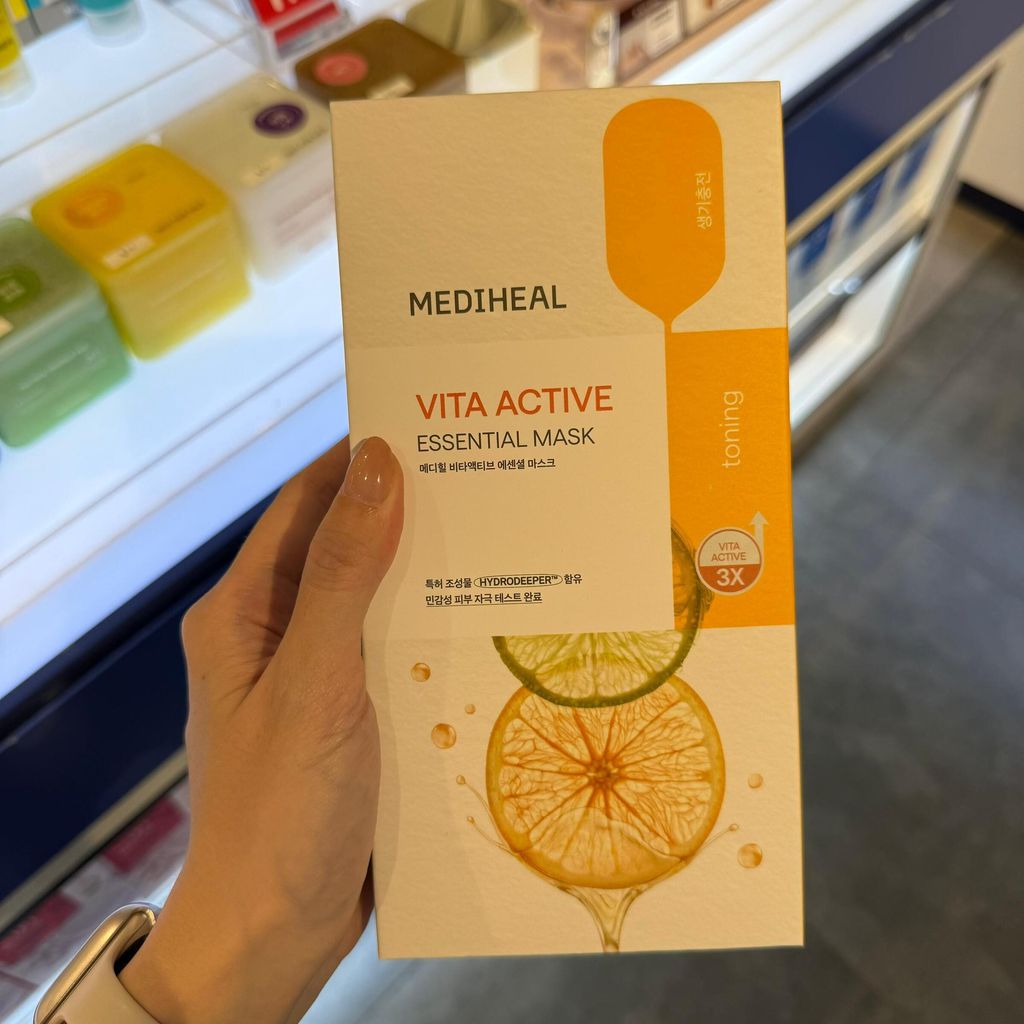 생기충전
MEDIHEAL
VITA ACTIVE
ESSENTIAL MASK
메디힐 비타액티브 에센셜 마스크
toning
VITA
ACTIVE
3X
특허 조성물 HYDRODEEPER™ 함유
민감성 피부 자극 테스트 완료